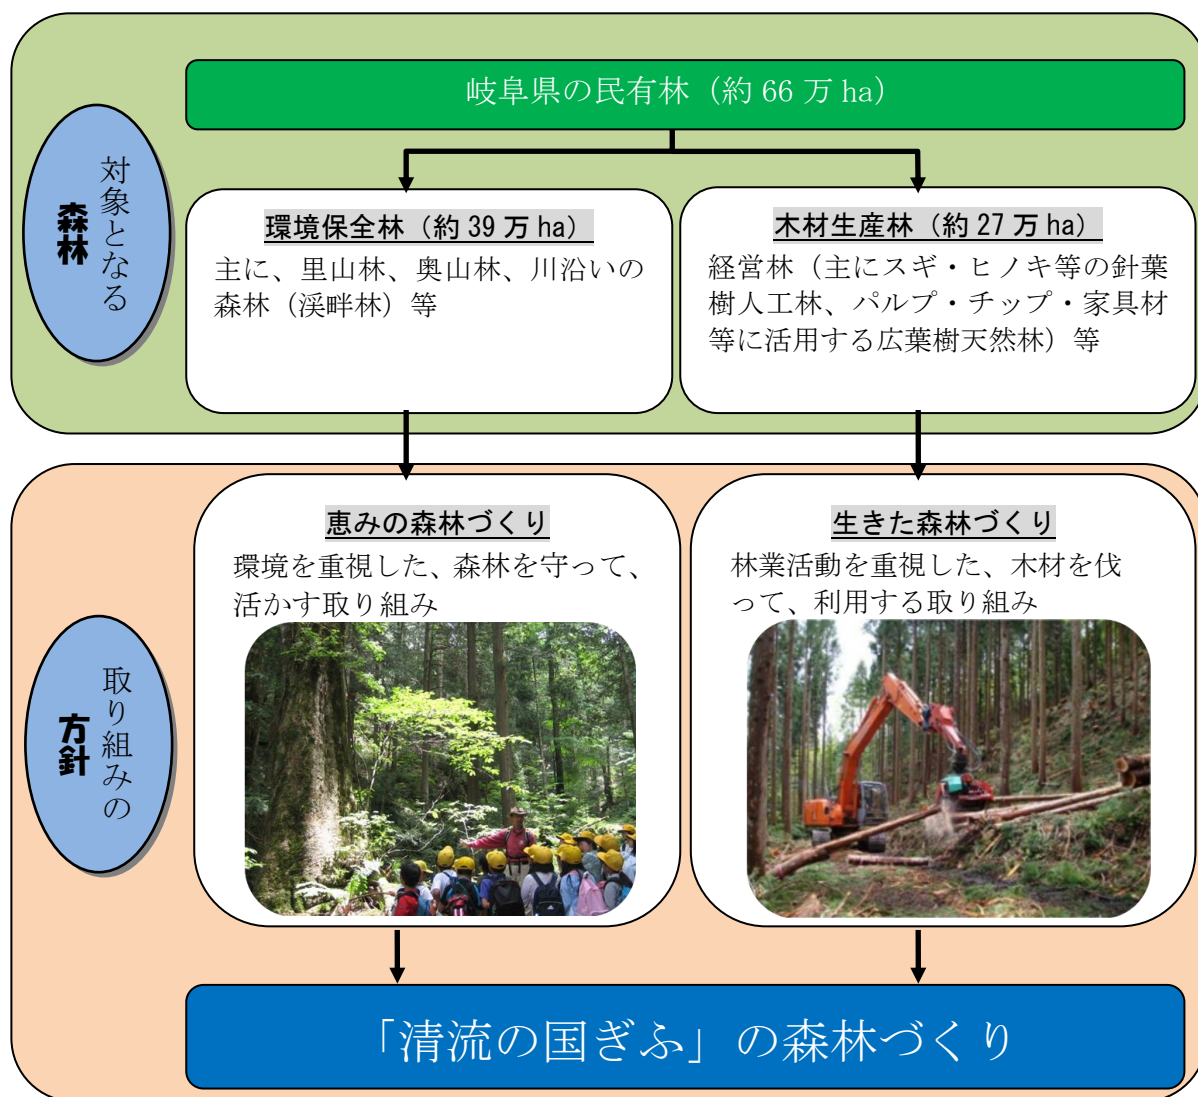 岐阜県の民有林（約 66 万 ha）
対象となる
森林
環境保全林（約 39 万 ha）
主に、里山林、奥山林、川沿いの
森林（渓畔林）等
木材生産林（約 27 万 ha）
経営林（主にスギ・ヒノキ等の針葉
樹人工林、パルプ・チップ・家具材
等に活用する広葉樹天然林）等
取り組みの
方針
恵みの森林づくり
環境を重視した、森林を守って、
活かす取り組み
生きた森林づくり
林業活動を重視した、木材を伐
って、利用する取り組み
「清流の国ぎふ」の森林づくり